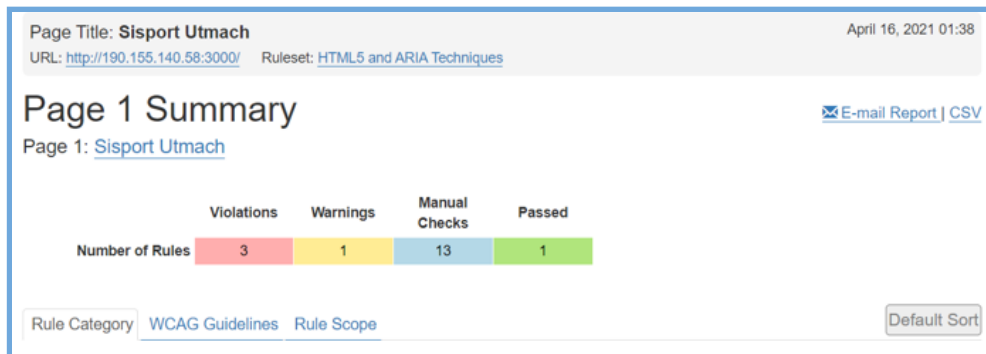 Page Title: Sisport Utmach
April 16, 2021 01:38
URL: http://190.155.140.58:3000/ Ruleset: HTML5 and ARIA Techniques
Page 1 Summary
E-mail Report | CSV
Page 1: Sisport Utmach
Violations Warnings Manual Checks Passed
Number of Rules 3 1 13 1
Rule Category WCAG Guidelines Rule Scope Default Sort